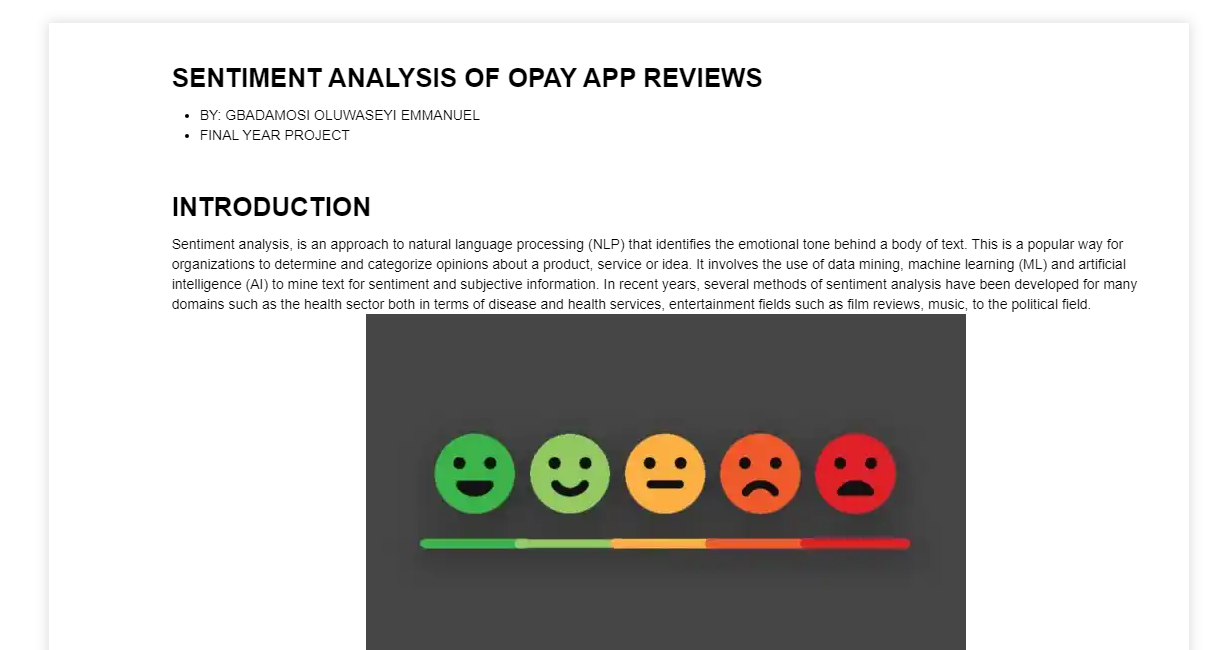 SENTIMENT ANALYSIS OF OPAY APP REVIEWS
• BY: GBADAMOSI OLUWASEYI EMMANUEL
• FINAL YEAR PROJECT
INTRODUCTION
Sentiment analysis, is an approach to natural language processing (NLP) that identifies the emotional tone behind a body of text. This is a popular way for
organizations to determine and categorize opinions about a product, service or idea. It involves the use of data mining, machine learning (ML) and artificial
intelligence (AI) to mine text for sentiment and subjective information. In recent years, several methods of sentiment analysis have been developed for many
domains such as the health sector both in terms of disease and health services, entertainment fields such as film reviews, music, to the political field.